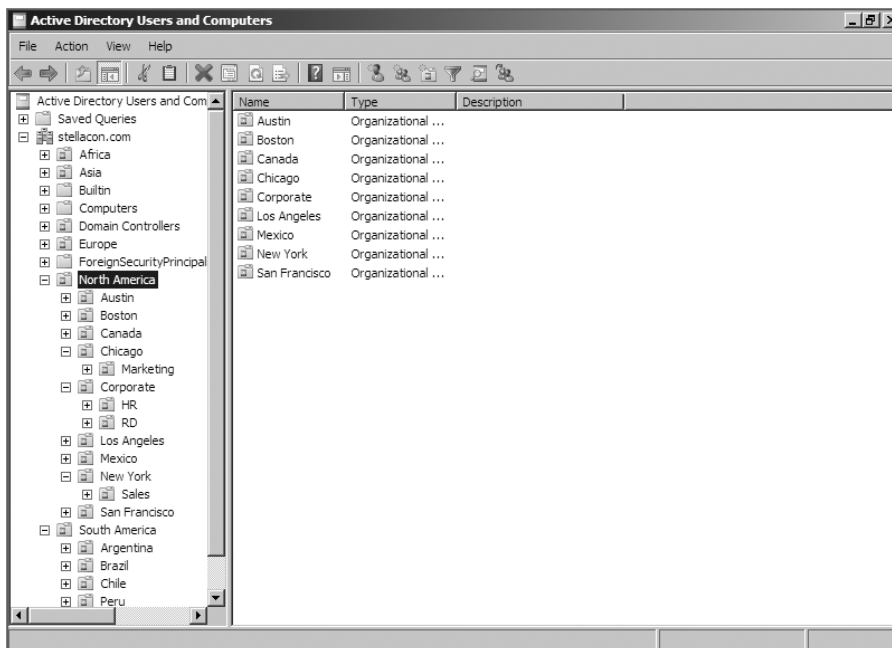 Active Directory Users and Computers
File Action View Help
Active Directory Users and Com
Saved Queries
stellacon.com
Africa
Asia
Builtin
Computers
Domain Controllers
Europe
ForeignSecurityPrincipal
North America
Austin
Boston
Canada
Chicago
Marketing
Corporate
HR
RD
Los Angeles
Mexico
New York
Sales
San Francisco
South America
Argentina
Brazil
Chile
Peru
Name Type Description
Austin Organizational ...
Boston Organizational ...
Canada Organizational ...
Chicago Organizational ...
Corporate Organizational ...
Los Angeles Organizational ...
Mexico Organizational ...
New York Organizational ...
San Francisco Organizational ...